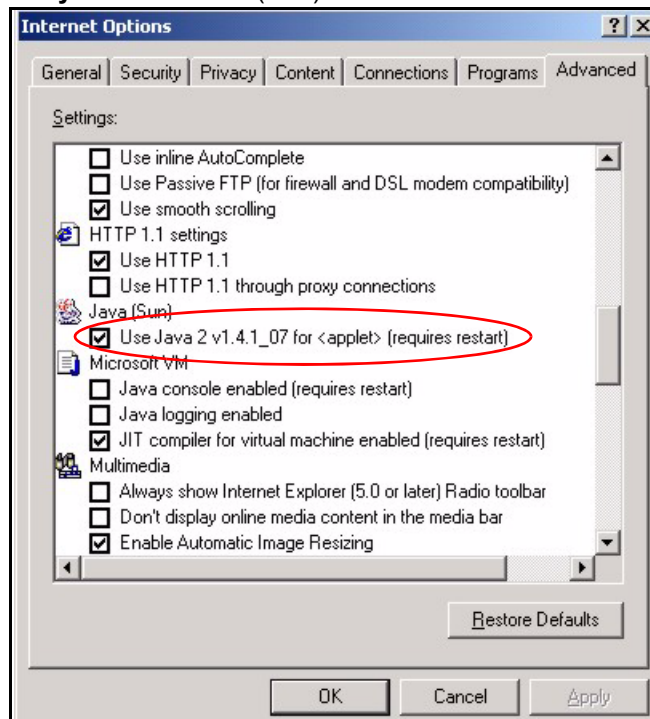 Internet Options
General Security Privacy Content Connections Programs Advanced
Settings:
Use inline AutoComplete
Use Passive FTP (for firewall and DSL modem compatibility)
Use smooth scrolling
HTTP 1.1 settings
Use HTTP 1.1
Use HTTP 1.1 through proxy connections
Java (Sun)
Use Java 2 v1.4.1_07 for <applet> (requires restart)
Microsoft VM
Java console enabled (requires restart)
Java logging enabled
JIT compiler for virtual machine enabled (requires restart)
Multimedia
Always show Internet Explorer (5.0 or later) Radio toolbar
Don't display online media content in the media bar
Enable Automatic Image Resizing
Restore Defaults
OK Cancel Apply